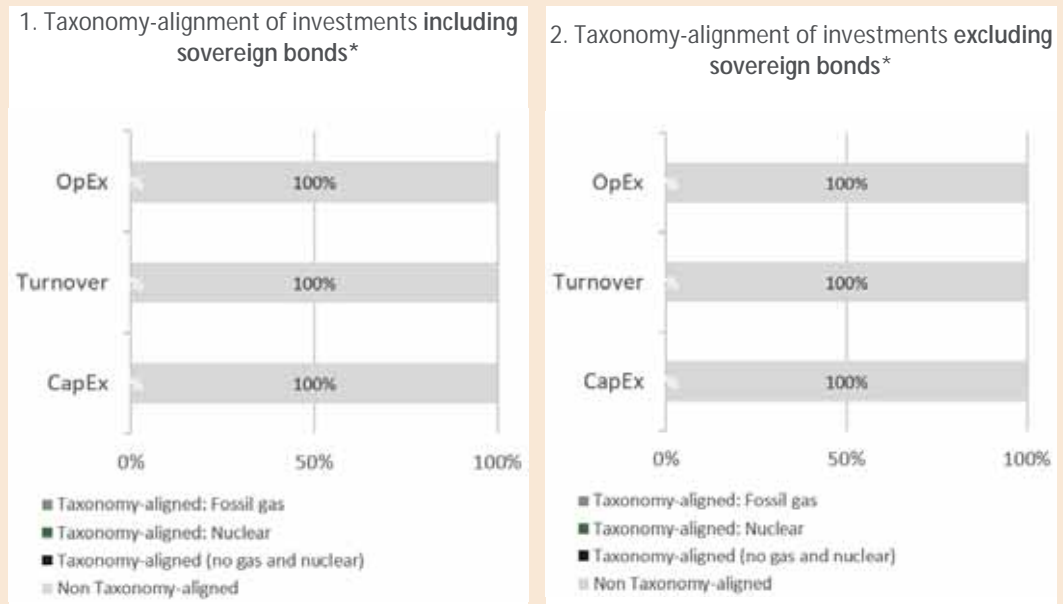 1. Taxonomy-alignment of investments including
sovereign bonds*
OpEx
100%
Turnover
100%
CapEx
100%
0% 50% 100%
Taxonomy-aligned: Fossil gas
Taxonomy-aligned: Nuclear
Taxonomy-aligned (no gas and nuclear)
Non Taxonomy-aligned
2. Taxonomy-alignment of investments excluding
sovereign bonds*
OpEx
100%
Turnover
100%
CapEx
100%
0% 50% 100%
Taxonomy-aligned: Fossil gas
Taxonomy-aligned: Nuclear
Taxonomy-aligned (no gas and nuclear)
Non Taxonomy-aligned